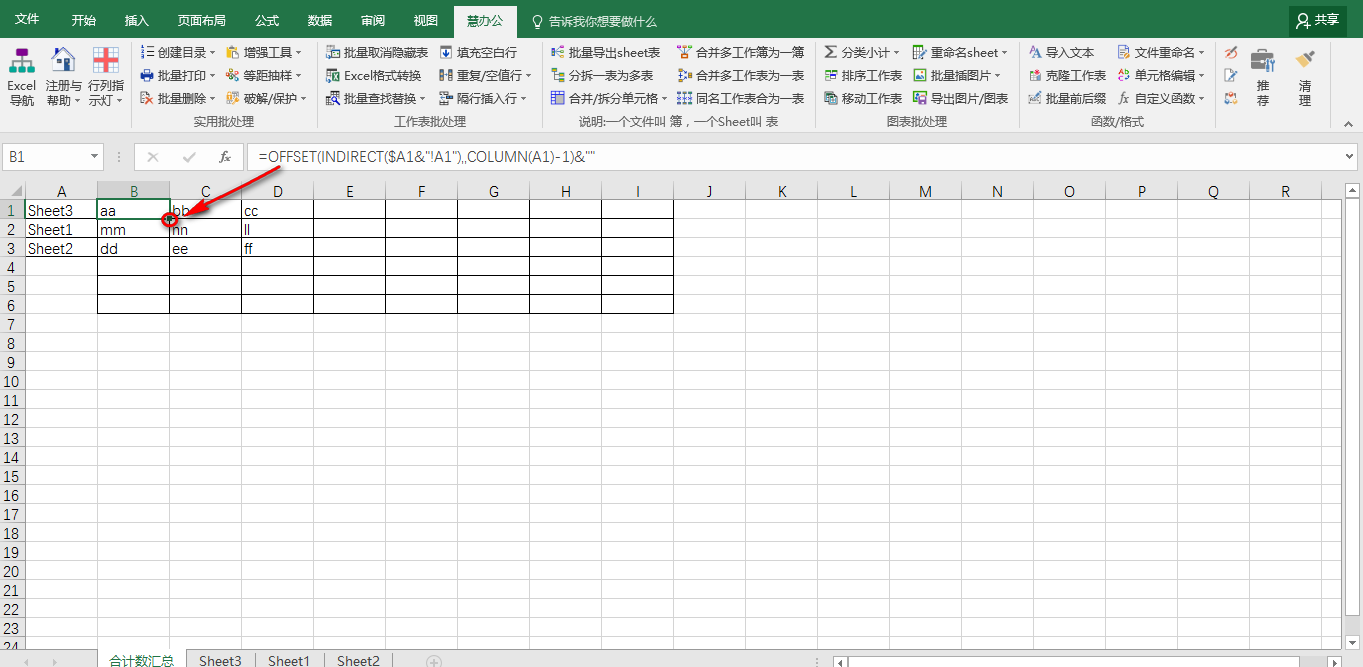 文件 开始 插入 页面布局 公式 数据 审阅 视图 慧办公 告诉我你想要做什么 共享
创建目录 增强工具 批量取消隐藏表 填充空白行 批量导出sheet表 合并多工作簿为一簿 分类小计 重命名sheet 导入文本 文件重命名
Excel 导航 注册与 帮助 行列指 示灯 批量打印 等距抽样 Excel格式转换 重复/空值行 分拆一表为多表 合并多工作表为一表 排序工作表 批量插图片 克隆工作表 单元格编辑 推荐 清理
批量删除 破解/保护 批量查找替换 隔行插入行 合并/拆分单元格 同名工作表合为一表 移动工作表 导出图片/图表 批量前后缀 fx 自定义函数
实用批处理 工作表批处理 说明:一个文件叫 簿，一个Sheet叫 表 图表批处理 函数/格式
B1 fx =OFFSET(INDIRECT($A1&"!A1"),,COLUMN(A1)-1)&""
A B C D E F G H I J K L M N O P Q R
1 Sheet3 aa bb cc
2 Sheet1 mm nn ll
3 Sheet2 dd ee ff
4
5
6
7
8
9
10
11
12
13
14
15
16
17
18
19
20
21
22
23
24
合计数汇总 Sheet3 Sheet1 Sheet2